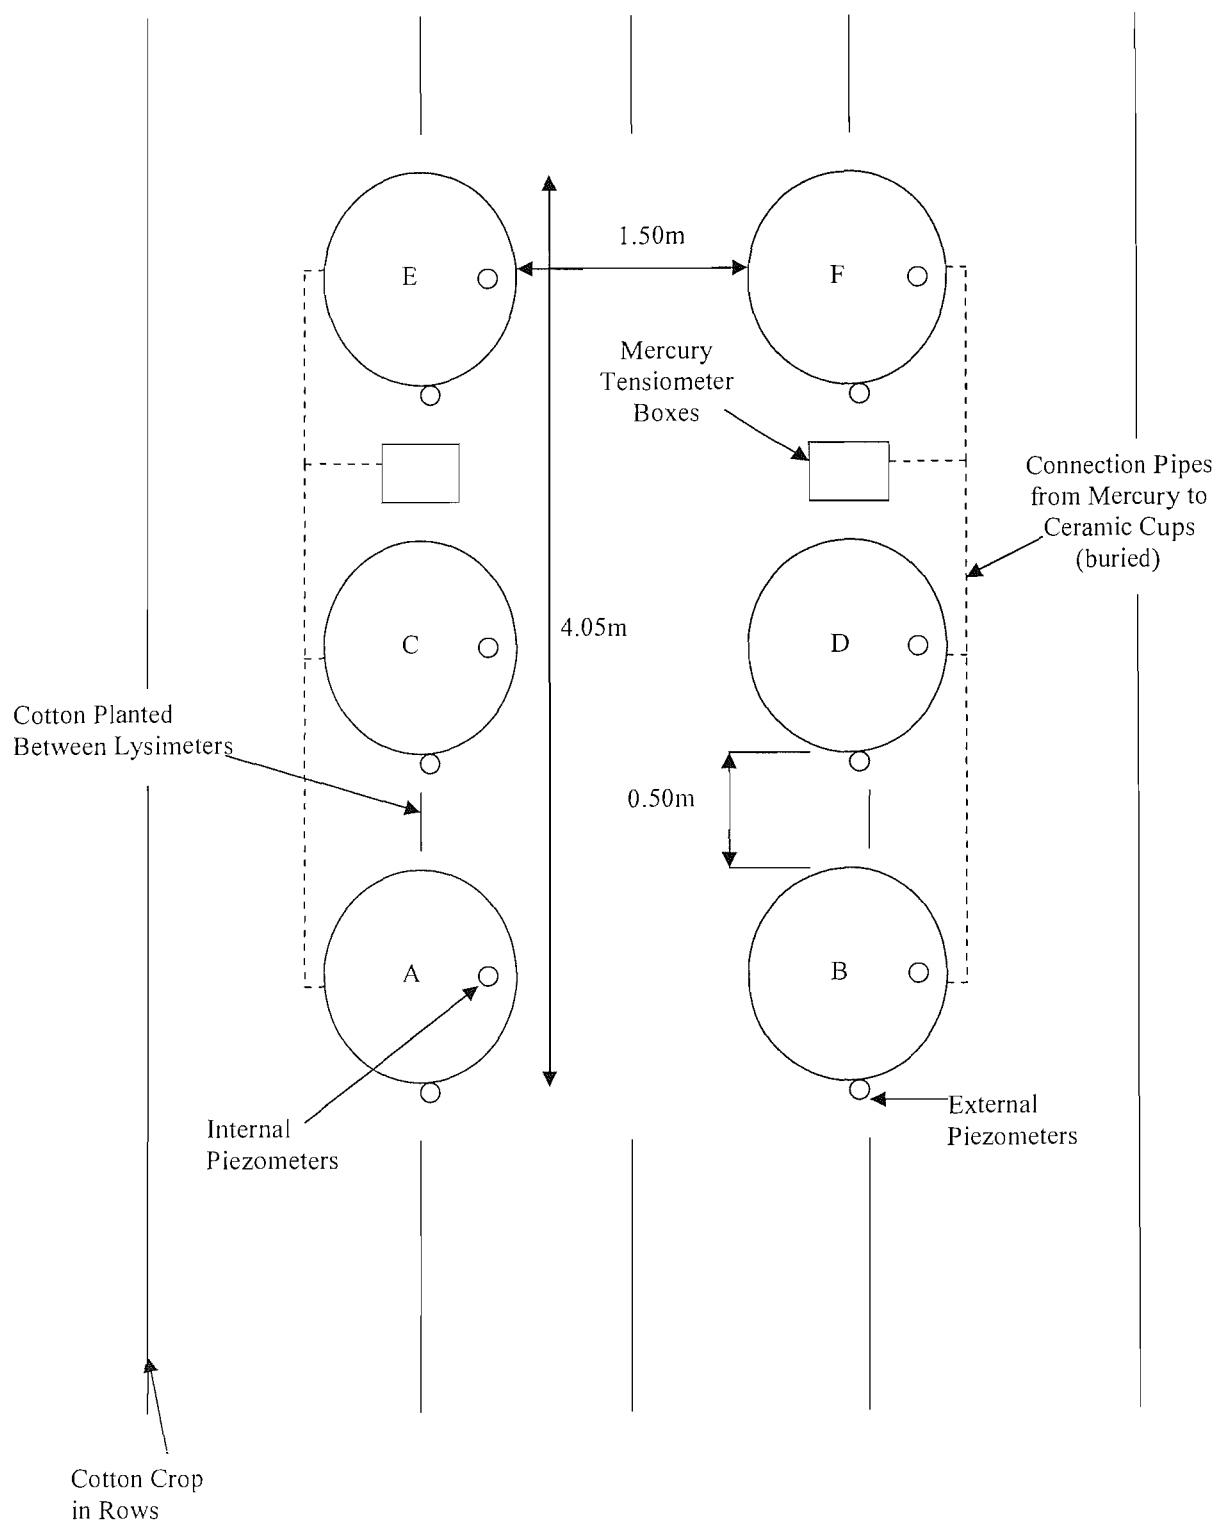 1.50m
E
F
Mercury
Tensiometer
Boxes
Connection Pipes
from Mercury to
Ceramic Cups
(buried)
4.05m
C
D
Cotton Planted
Between Lysimeters
0.50m
A
B
Internal
Piezometers
External
Piezometers
Cotton Crop
in Rows